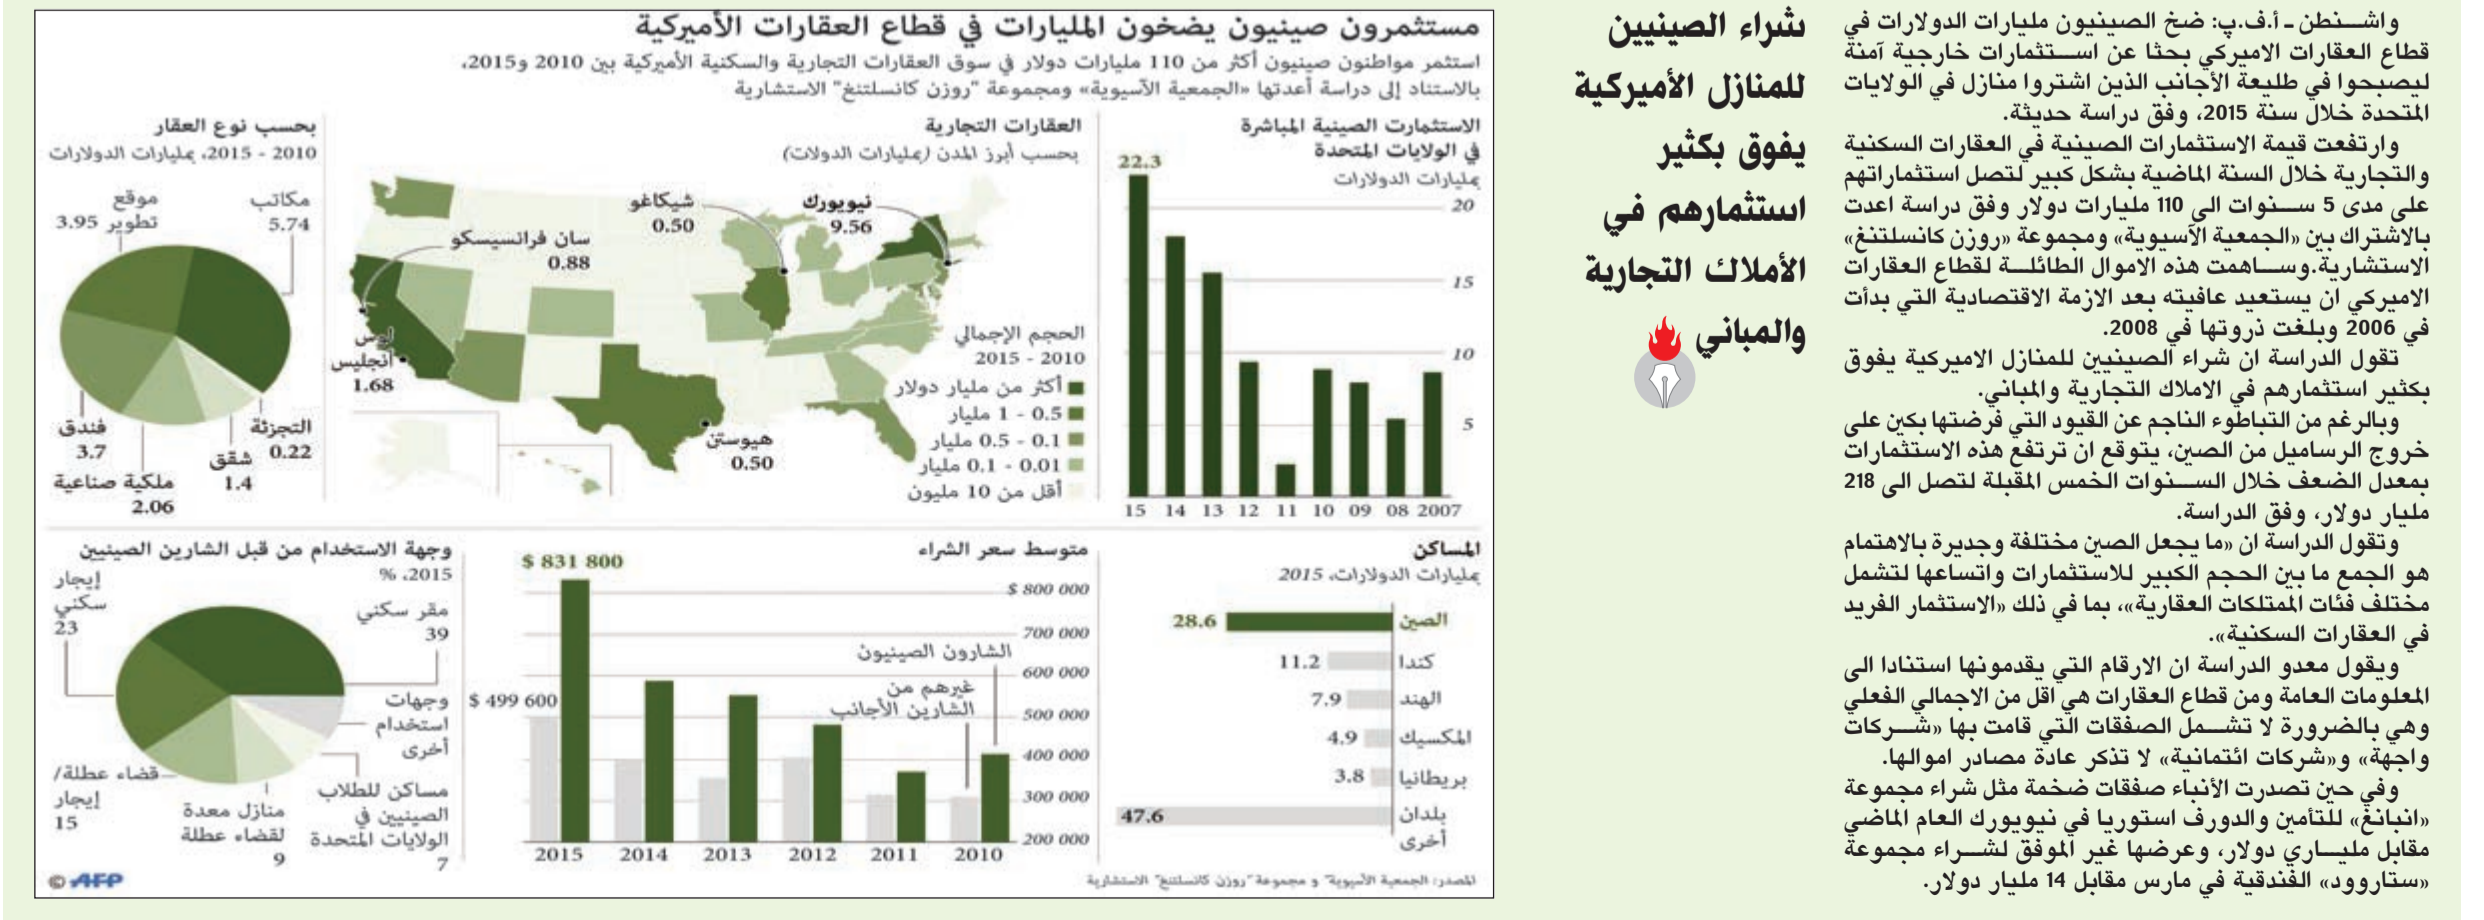 واشـــنطن ـ أ.ف.پ: ضخ الصينيون مليارات الدولارات في
قطاع العقارات الاميركي بحثا عن اســـتثمارات خارجية آمنة
ليصبحوا في طليعة الأجانب الذين اشتروا منازل في الولايات
المتحدة خلال سنة 2015، وفق دراسة حديثة.
وارتفعت قيمة الاستثمارات الصينية في العقارات السكنية
والتجارية خلال السنة الماضية بشكل كبير لتصل استثماراتهم
على مدى 5 ســـنوات الى 110 مليارات دولار وفق دراسة اعدت
بالاشتراك بين «الجمعية الآسيوية» ومجموعة «روزن كانسلتنغ»
الاستشارية.وســـاهمت هذه الاموال الطائلـــة لقطاع العقارات
الاميركي ان يستعيد عافيته بعد الازمة الاقتصادية التي بدأت
في 2006 وبلغت ذروتها في 2008.
تقول الدراسة ان شراء الصينيين للمنازل الاميركية يفوق
بكثير استثمارهم في الاملاك التجارية والمباني.
وبالرغم من التباطوء الناجم عن القيود التي فرضتها بكين على
خروج الرساميل من الصين، يتوقع ان ترتفع هذه الاستثمارات
بمعدل الضعف خلال الســـنوات الخمس المقبلة لتصل الى 218
مليار دولار، وفق الدراسة.
وتقول الدراسة ان «ما يجعل الصين مختلفة وجديرة بالاهتمام
هو الجمع ما بين الحجم الكبير للاستثمارات واتساعها لتشمل
مختلف فئات الممتلكات العقارية»، بما في ذلك «الاستثمار الفريد
في العقارات السكنية».
ويقول معدو الدراسة ان الارقام التي يقدمونها استنادا الى
المعلومات العامة ومن قطاع العقارات هي اقل من الاجمالي الفعلي
وهي بالضرورة لا تشـــمل الصفقات التي قامت بها «شـــركات
واجهة» و«شركات ائتمانية» لا تذكر عادة مصادر اموالها.
وفي حين تصدرت الأنباء صفقات ضخمة مثل شراء مجموعة
«انبانغ» للتأمين والدورف استوريا في نيويورك العام الماضي
مقابل مليـــاري دولار، وعرضها غير الموفق لشـــراء مجموعة
«ستاروود» الفندقية في مارس مقابل 14 مليار دولار.
شراء الصينيين
للمنازل الأميركية
يفوق بكثير
استثمارهم في
الأملاك التجارية
والمباني
مستثمرون صينيون يضخون المليارات في قطاع العقارات الأميركية
استثمر مواطنون صينيون أكثر من 110 مليارات دولار في سوق العقارات التجارية والسكنية الأميركية بين 2010 و2015،
بالاستناد إلى دراسة أعدتها «الجمعية الآسيوية» ومجموعة "روزن كانسلتنغ" الاستشارية
الاستثمارت الصينية المباشرة
في الولايات المتحدة
بمليارات الدولارات
22.3
20
15
10
5
15 14 13 12 11 10 09 08 2007
العقارات التجارية
بحسب أبرز المدن (بمليارات الدولات)
نيويورك
9.56
شيكاغو
0.50
سان فرانسيسكو
0.88
لوس
أنجليس
1.68
هيوستن
0.50
الحجم الإجمالي
2010 - 2015
أكثر من مليار دولار
0.5 - 1 مليار
0.1 - 0.5 مليار
0.01 - 0.1 مليار
أقل من 10 مليون
بحسب نوع العقار
2010 - 2015، بمليارات الدولارات
مكاتب
5.74
موقع
تطوير 3.95
فندق
3.7
ملكية صناعية
2.06
شقق
1.4
التجزئة
0.22
المساكن
بمليارات الدولارات، 2015
الصين 28.6
كندا 11.2
الهند 7.9
المكسيك 4.9
بريطانيا 3.8
بلدان
أخرى
47.6
متوسط سعر الشراء
$ 831 800
$ 499 600
$ 800 000
700 000
600 000
500 000
400 000
300 000
200 000
الشارون الصينيون
غيرهم من
الشارين الأجانب
2015 2014 2013 2012 2011 2010
وجهة الاستخدام من قبل الشارين الصينيين
2015، %
مقر سكني
39
إيجار
سكني
23
قضاء عطلة/
إيجار
15
منازل معدة
لقضاء عطلة
9
مساكن للطلاب
الصينيين في
الولايات المتحدة
7
وجهات
استخدام
أخرى
المصدر: الجمعية الآسيوية" و مجموعة "روزن كانسلتنغ" الاستشارية
© AFP